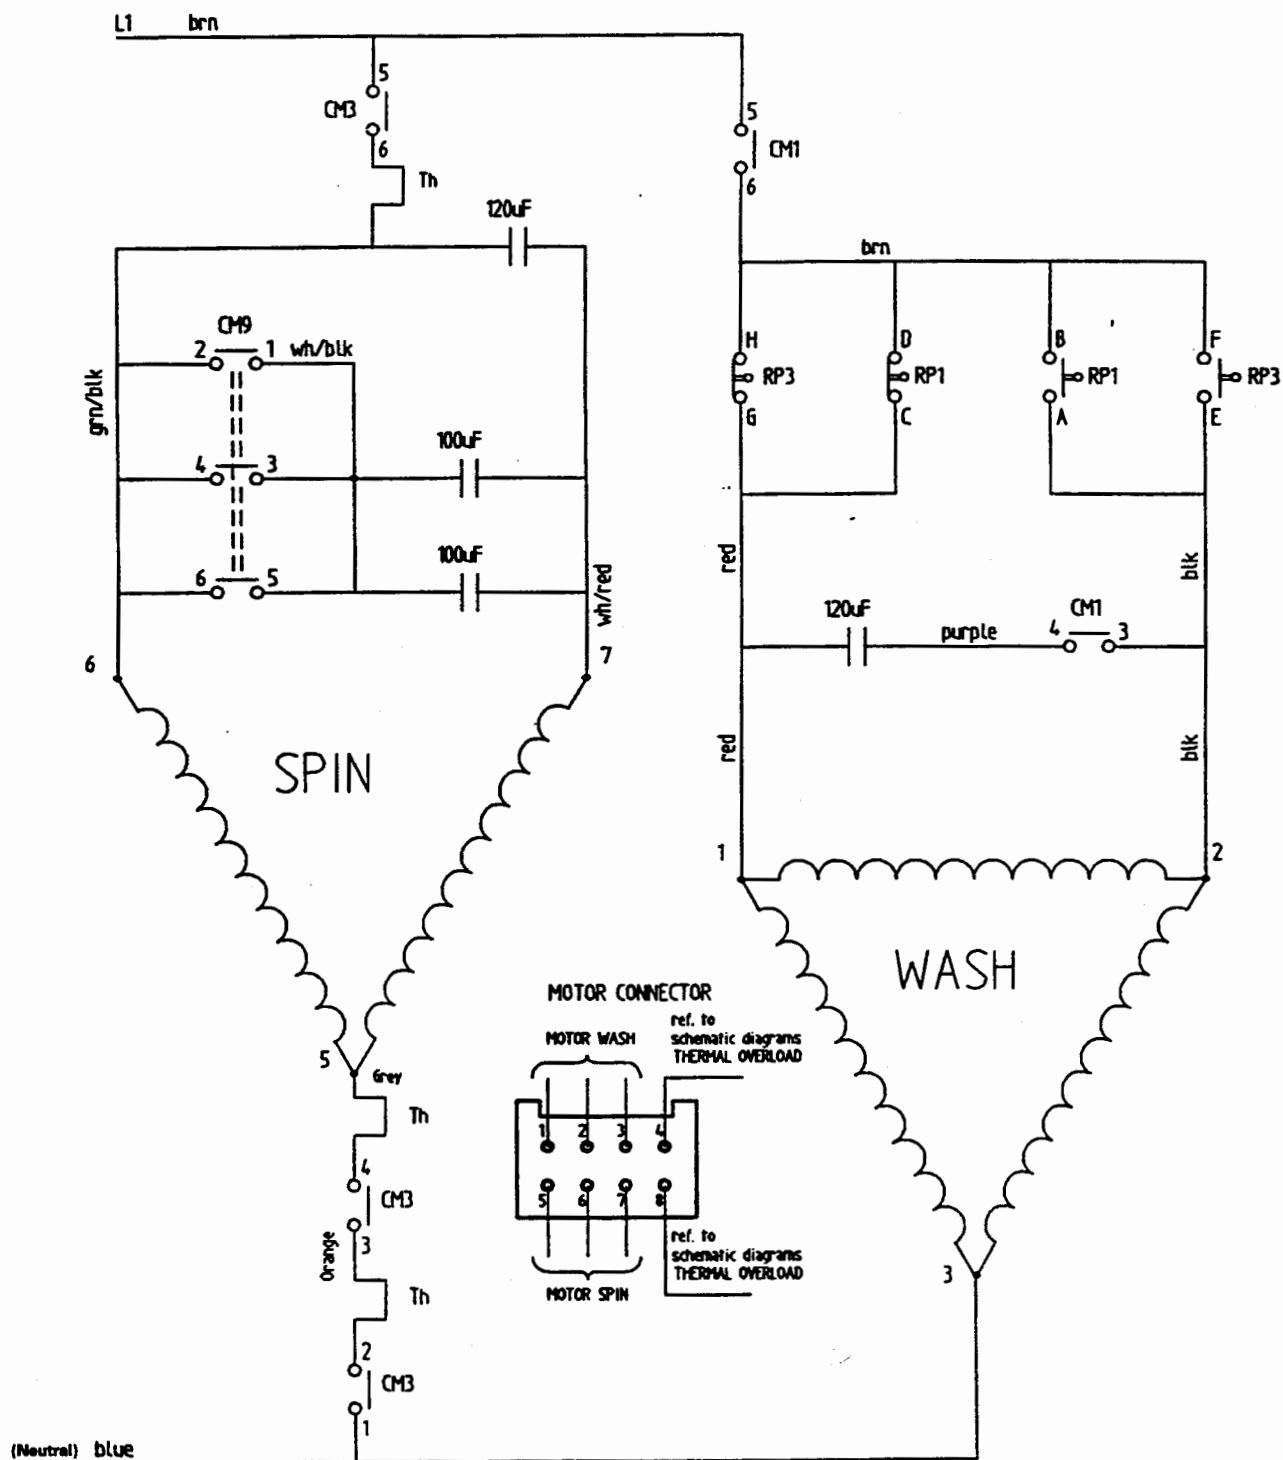 L1 brn
5
CM3
6
Th
120uF
5
CM1
6
brn
CM9
2 1 wh/blk
grn/blk
4 3
100uF
6 5
100uF
wh/red
6
7
SPIN
H
RP3
G
D
RP1
C
B
RP1
A
F
RP3
E
red
blk
120uF
purple
4 CM1 3
red
blk
1
2
WASH
3
5
Grey
Th
4
CM3
3
Orange
Th
2
CM3
1
MOTOR CONNECTOR
MOTOR WASH
ref. to
schematic diagrams
THERMAL OVERLOAD
1 2 3 4
5 6 7 8
ref. to
schematic diagrams
THERMAL OVERLOAD
MOTOR SPIN
(Neutral) blue